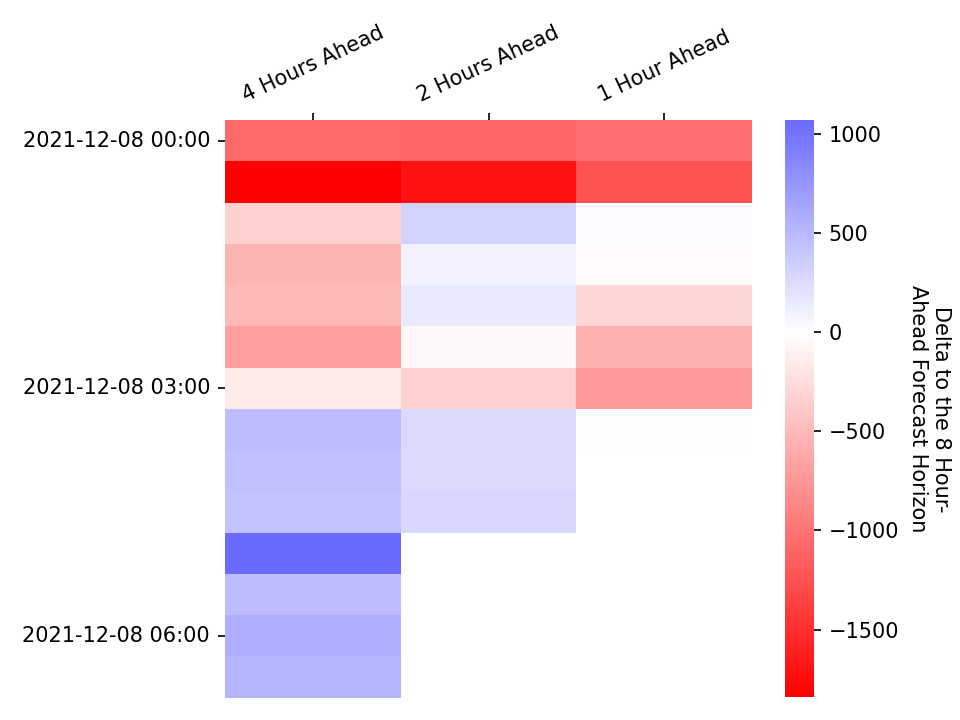 4 Hours Ahead
2 Hours Ahead
1 Hour Ahead
2021-12-08 00:00
2021-12-08 03:00
2021-12-08 06:00
1000
500
0
−500
−1000
−1500
Delta to the 8 Hour-
Ahead Forecast Horizon